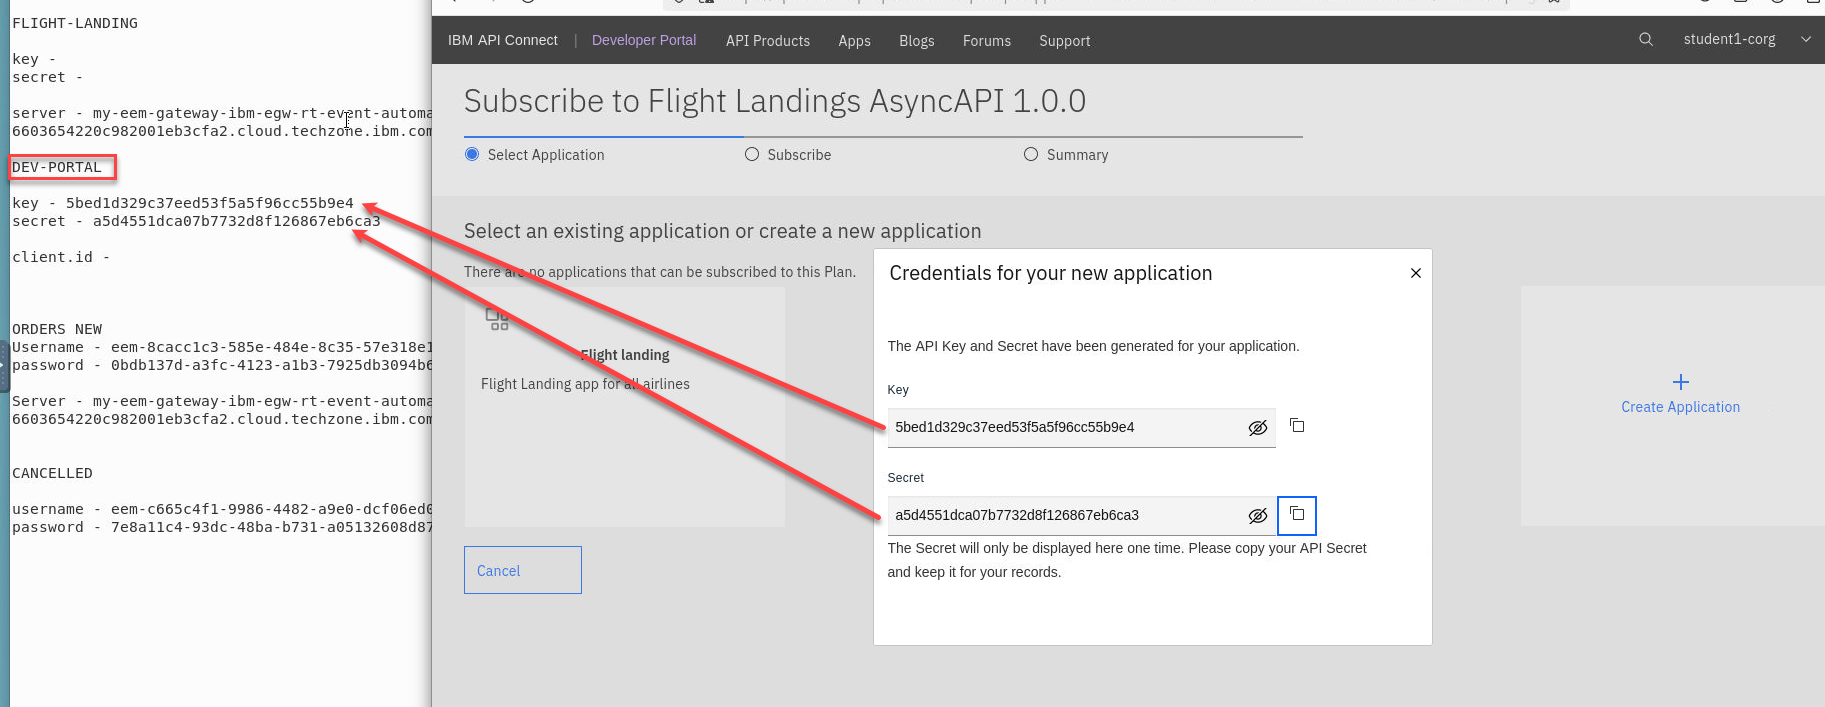 FLIGHT-LANDING
key -
secret -
server - my-eem-gateway-ibm-egw-rt-event-automa
6603654220c982001eb3cfa2.cloud.techzone.ibm.com
DEV-PORTAL
key - 5bed1d329c37eed53f5a5f96cc55b9e4
secret - a5d4551dca07b7732d8f126867eb6ca3
client.id -
ORDERS NEW
Username - eem-8cacc1c3-585e-484e-8c35-57e318e1
password - 0bdb137d-a3fc-4123-a1b3-7925db3094b6
Server - my-eem-gateway-ibm-egw-rt-event-automa
6603654220c982001eb3cfa2.cloud.techzone.ibm.com
CANCELLED
username - eem-c665c4f1-9986-4482-a9e0-dcf06ed0
password - 7e8a11c4-93dc-48ba-b731-a05132608d87
IBM API Connect | Developer Portal API Products Apps Blogs Forums Support student1-corg
Subscribe to Flight Landings AsyncAPI 1.0.0
Select Application Subscribe Summary
Select an existing application or create a new application
There are no applications that can be subscribed to this Plan.
Flight landing
Flight Landing app for all airlines
Cancel
Credentials for your new application
The API Key and Secret have been generated for your application.
Key
5bed1d329c37eed53f5a5f96cc55b9e4
Secret
a5d4551dca07b7732d8f126867eb6ca3
The Secret will only be displayed here one time. Please copy your API Secret
and keep it for your records.
Create Application